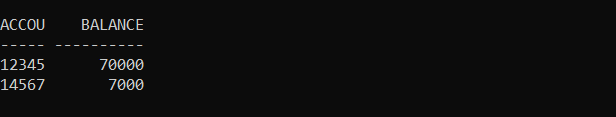 ACCOU    BALANCE
----- ----------
12345      70000
14567       7000